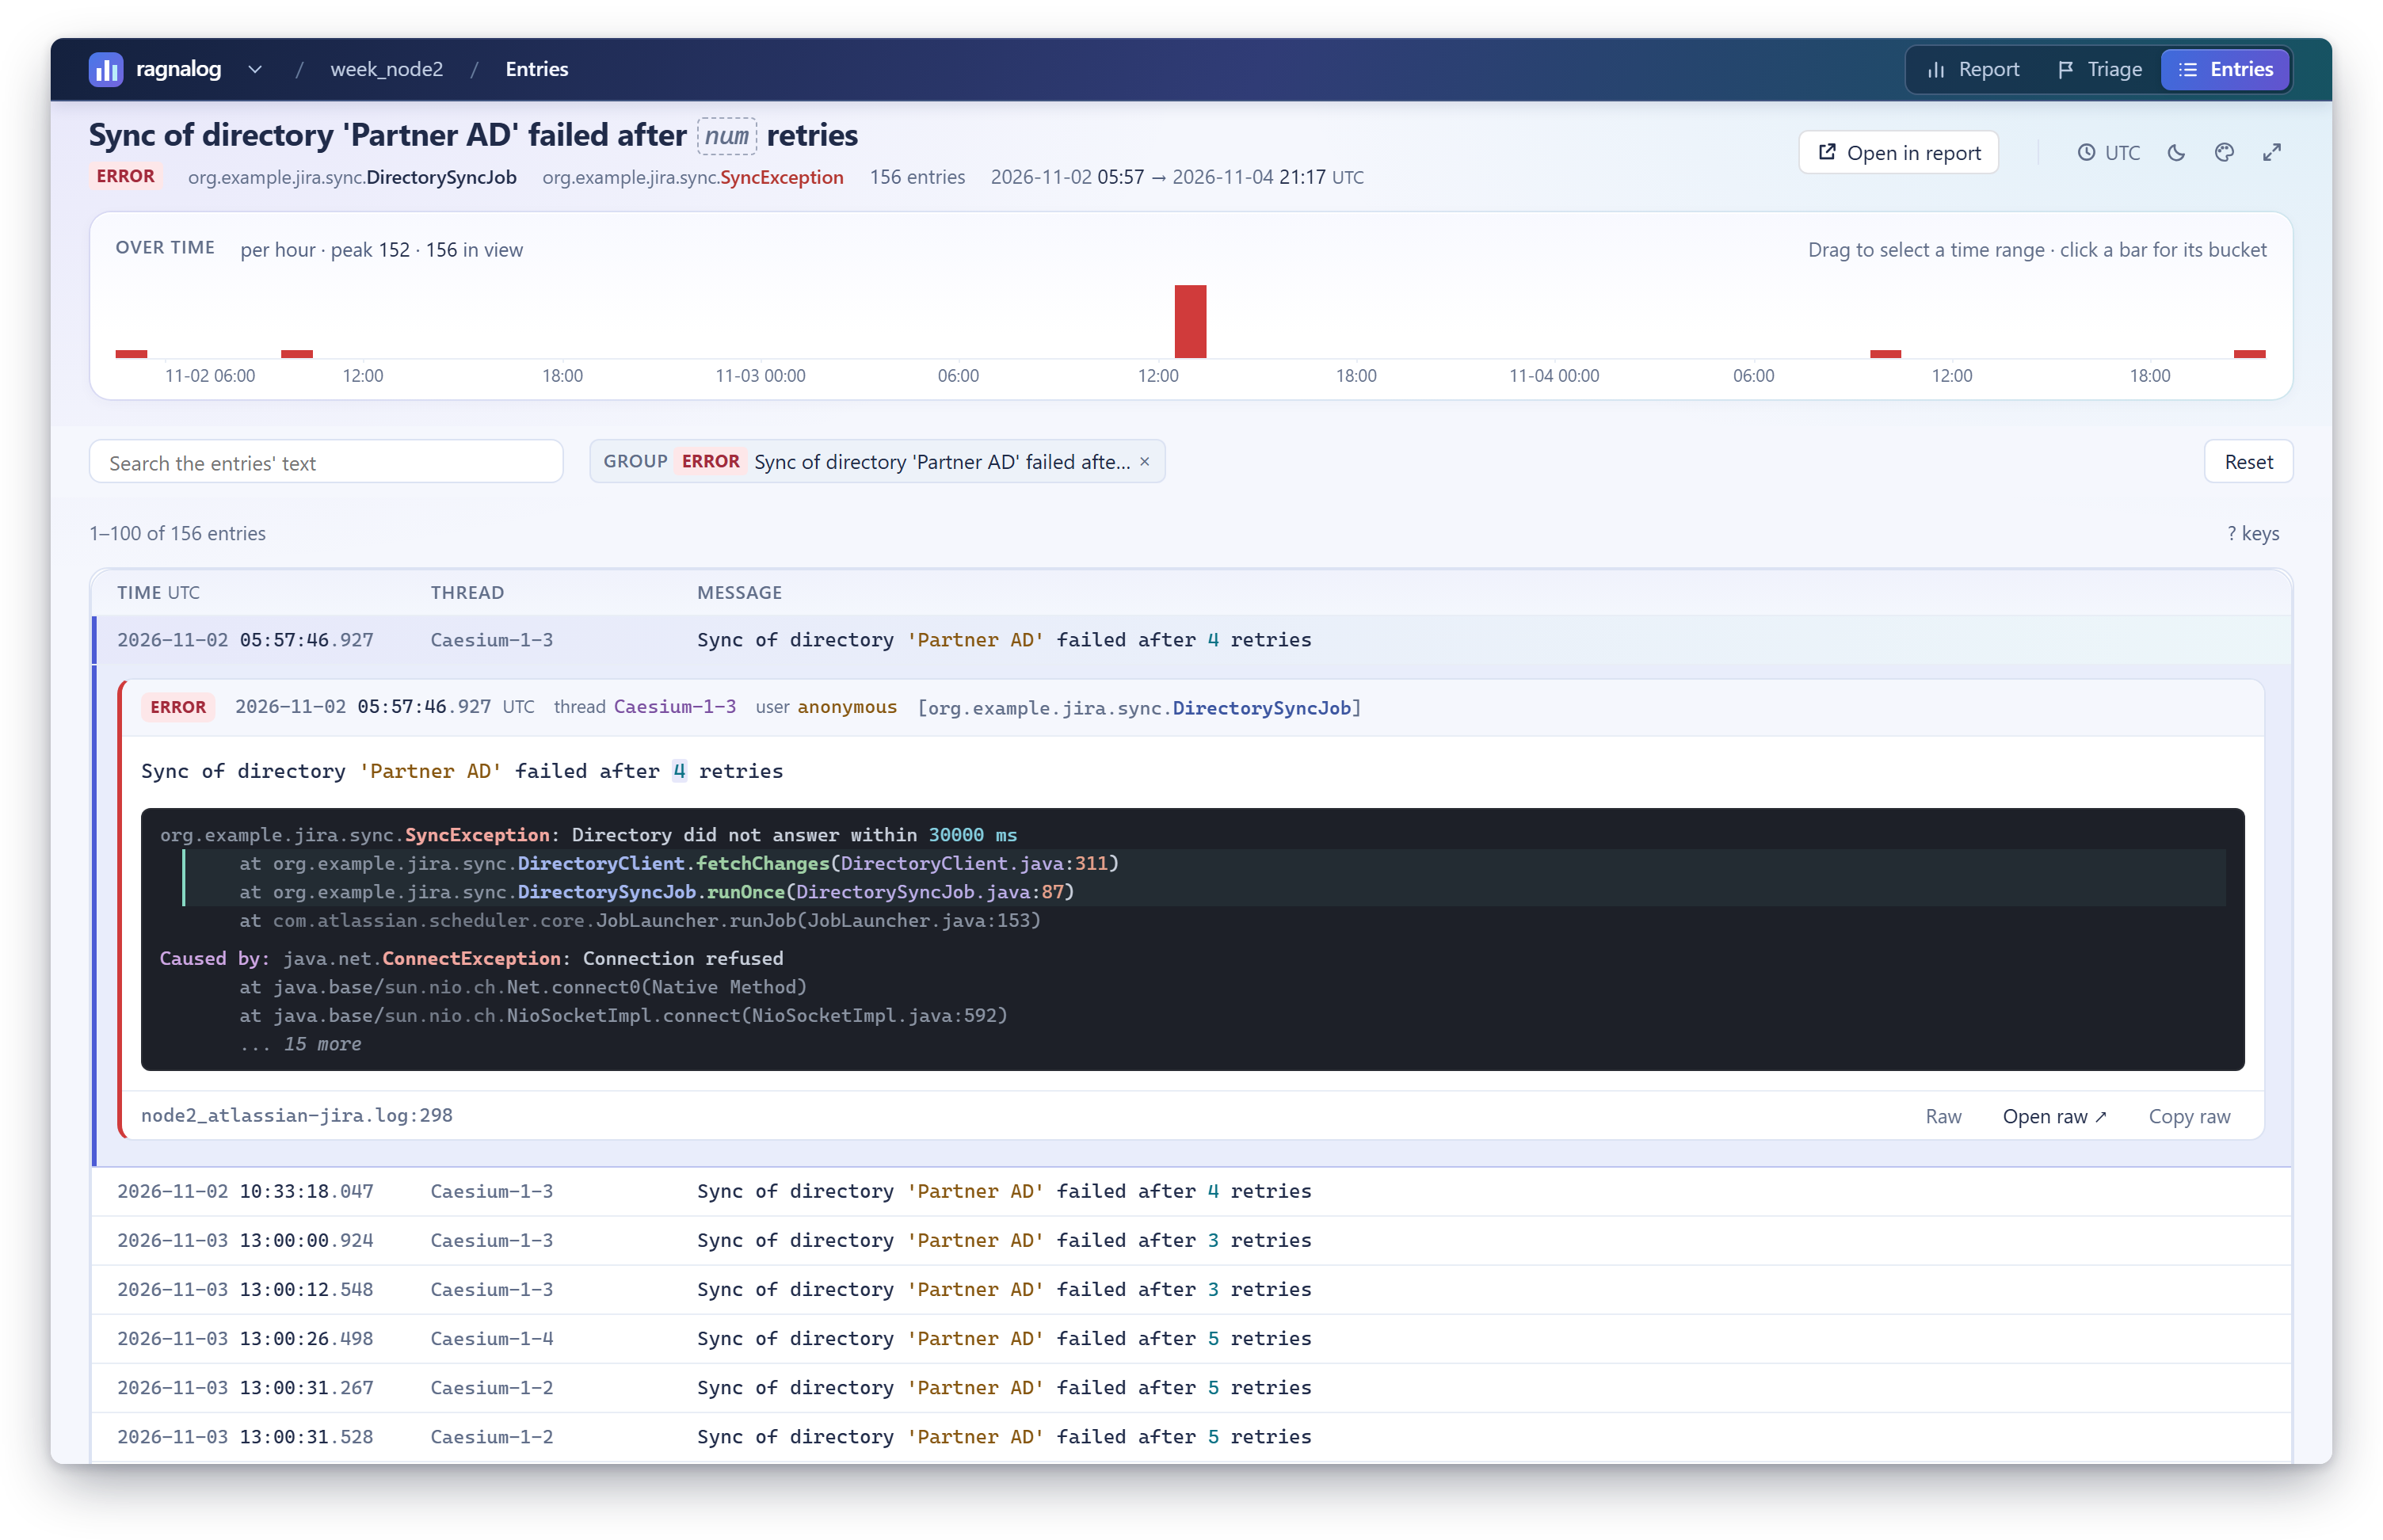 ragnalog / week_node2 / Entries Report Triage Entries
Sync of directory 'Partner AD' failed after num retries
Open in report UTC
ERROR org.example.jira.sync.DirectorySyncJob org.example.jira.sync.SyncException 156 entries 2026-11-02 05:57 → 2026-11-04 21:17 UTC
OVER TIME per hour · peak 152 · 156 in view Drag to select a time range · click a bar for its bucket
11-02 06:00 12:00 18:00 11-03 00:00 06:00 12:00 18:00 11-04 00:00 06:00 12:00 18:00
Search the entries' text GROUP ERROR Sync of directory 'Partner AD' failed afte... × Reset
1–100 of 156 entries ? keys
TIME UTC THREAD MESSAGE
2026-11-02 05:57:46.927 Caesium-1-3 Sync of directory 'Partner AD' failed after 4 retries
ERROR 2026-11-02 05:57:46.927 UTC thread Caesium-1-3 user anonymous [org.example.jira.sync.DirectorySyncJob]
Sync of directory 'Partner AD' failed after 4 retries
org.example.jira.sync.SyncException: Directory did not answer within 30000 ms
at org.example.jira.sync.DirectoryClient.fetchChanges(DirectoryClient.java:311)
at org.example.jira.sync.DirectorySyncJob.runOnce(DirectorySyncJob.java:87)
at com.atlassian.scheduler.core.JobLauncher.runJob(JobLauncher.java:153)
Caused by: java.net.ConnectException: Connection refused
at java.base/sun.nio.ch.Net.connect0(Native Method)
at java.base/sun.nio.ch.NioSocketImpl.connect(NioSocketImpl.java:592)
... 15 more
node2_atlassian-jira.log:298 Raw Open raw ↗ Copy raw
2026-11-02 10:33:18.047 Caesium-1-3 Sync of directory 'Partner AD' failed after 4 retries
2026-11-03 13:00:00.924 Caesium-1-3 Sync of directory 'Partner AD' failed after 3 retries
2026-11-03 13:00:12.548 Caesium-1-3 Sync of directory 'Partner AD' failed after 3 retries
2026-11-03 13:00:26.498 Caesium-1-4 Sync of directory 'Partner AD' failed after 5 retries
2026-11-03 13:00:31.267 Caesium-1-2 Sync of directory 'Partner AD' failed after 5 retries
2026-11-03 13:00:31.528 Caesium-1-2 Sync of directory 'Partner AD' failed after 5 retries